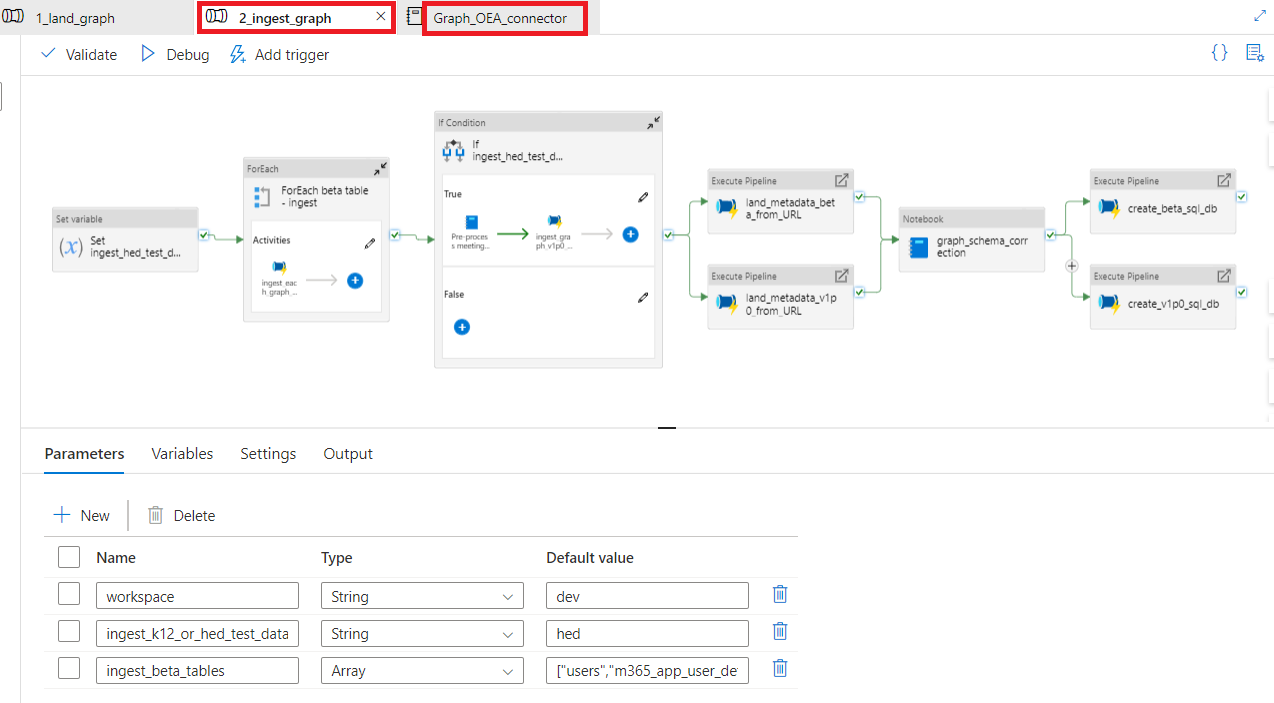 1_land_graph
2_ingest_graph
Graph_OEA_connector
Validate
Debug
Add trigger
{}
Set variable
(x)
Set
ingest_hed_test_d...
ForEach
ForEach beta table
- ingest
Activities
ingest_eac
h_graph_...
If Condition
If
ingest_hed_test_d...
True
Pre-proces
s meeting...
ingest_gra
ph_v1p0_...
False
Execute Pipeline
land_metadata_bet
a_from_URL
Execute Pipeline
land_metadata_v1p
0_from_URL
Notebook
graph_schema_corr
ection
Execute Pipeline
create_beta_sql_db
Execute Pipeline
create_v1p0_sql_db
Parameters
Variables
Settings
Output
New
Delete
Name
Type
Default value
workspace
String
dev
ingest_k12_or_hed_test_data
String
hed
ingest_beta_tables
Array
["users","m365_app_user_de